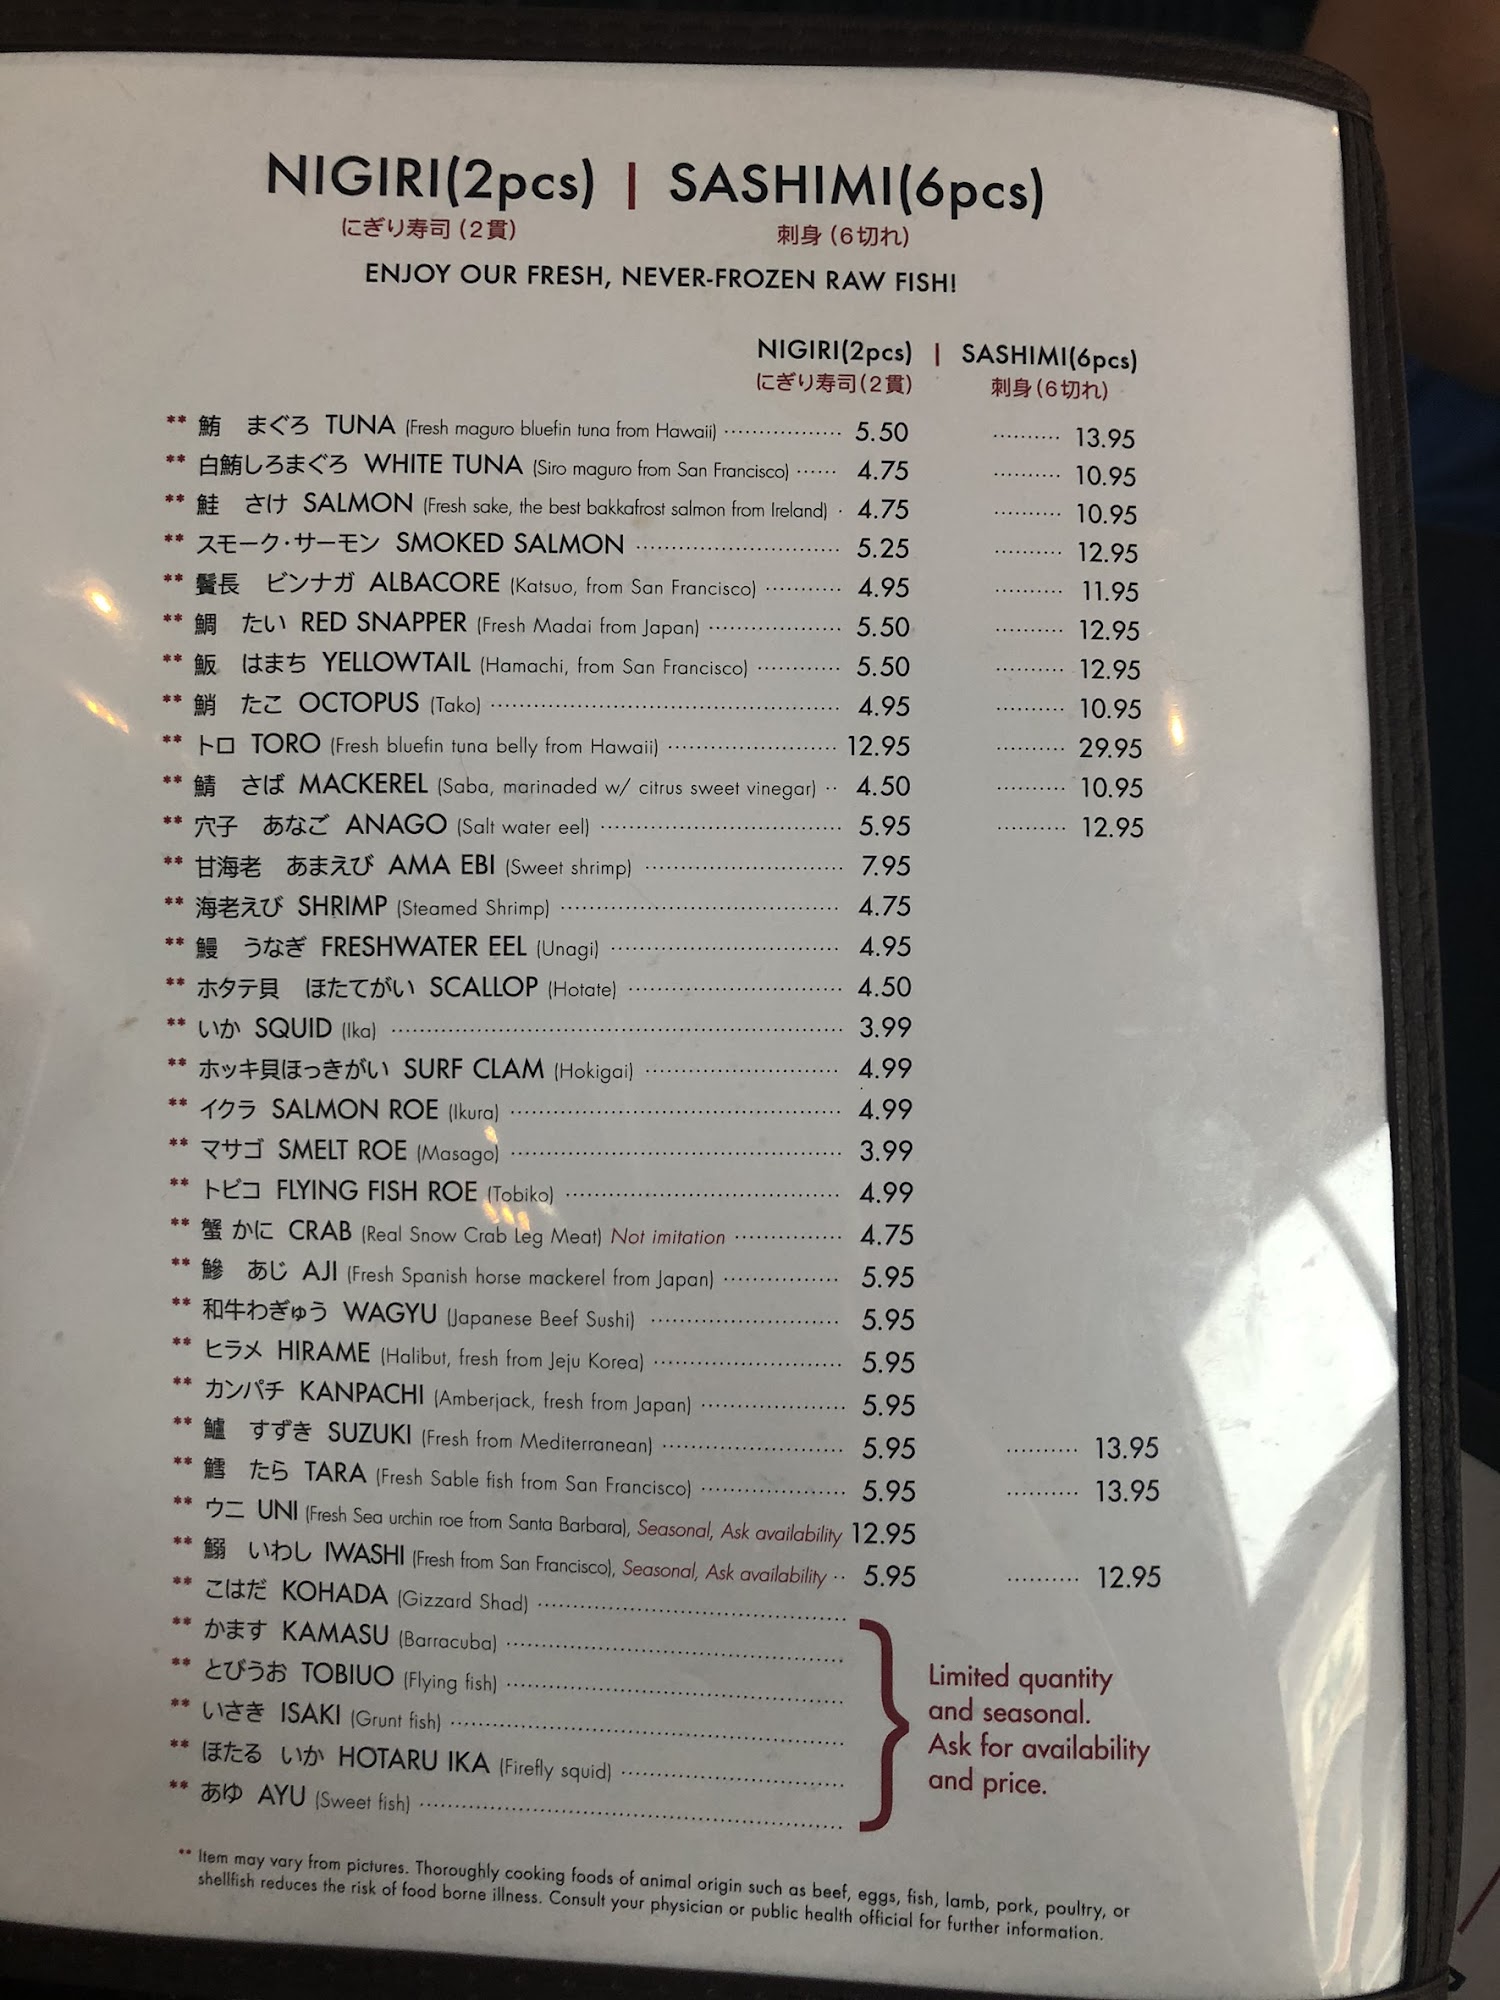 NIGIRI(2pcs) | SASHIMI(6pcs)
にぎり寿司 (2貫) 刺身 (6切れ)
ENJOY OUR FRESH, NEVER-FROZEN RAW FISH!
NIGIRI(2pcs) | SASHIMI(6pcs)
にぎり寿司(2貫) 刺身(6切れ)
** 鮪 まぐろ TUNA (Fresh maguro bluefin tuna from Hawaii) 5.50 13.95
** 白鮪しろまぐろ WHITE TUNA (Siro maguro from San Francisco) 4.75 10.95
** 鮭 さけ SALMON (Fresh sake, the best bakkafrost salmon from Ireland) 4.75 10.95
** スモーク・サーモン SMOKED SALMON 5.25 12.95
** 鬢長 ビンナガ ALBACORE (Katsuo, from San Francisco) 4.95 11.95
** 鯛 たい RED SNAPPER (Fresh Madai from Japan) 5.50 12.95
** 魬 はまち YELLOWTAIL (Hamachi, from San Francisco) 5.50 12.95
** 鮹 たこ OCTOPUS (Tako) 4.95 10.95
** トロ TORO (Fresh bluefin tuna belly from Hawaii) 12.95 29.95
** 鯖 さば MACKEREL (Saba, marinaded w/ citrus sweet vinegar) 4.50 10.95
** 穴子 あなご ANAGO (Salt water eel) 5.95 12.95
** 甘海老 あまえび AMA EBI (Sweet shrimp) 7.95
** 海老えび SHRIMP (Steamed Shrimp) 4.75
** 鰻 うなぎ FRESHWATER EEL (Unagi) 4.95
** ホタテ貝 ほたてがい SCALLOP (Hotate) 4.50
** いか SQUID (Ika) 3.99
** ホッキ貝ほっきがい SURF CLAM (Hokigai) 4.99
** イクラ SALMON ROE (Ikura) 4.99
** マサゴ SMELT ROE (Masago) 3.99
** トビコ FLYING FISH ROE (Tobiko) 4.99
** 蟹 かに CRAB (Real Snow Crab Leg Meat) Not imitation 4.75
** 鰺 あじ AJI (Fresh Spanish horse mackerel from Japan) 5.95
** 和牛わぎゅう WAGYU (Japanese Beef Sushi) 5.95
** ヒラメ HIRAME (Halibut, fresh from Jeju Korea) 5.95
** カンパチ KANPACHI (Amberjack, fresh from Japan) 5.95
** 鱸 すずき SUZUKI (Fresh from Mediterranean) 5.95 13.95
** 鱈 たら TARA (Fresh Sable fish from San Francisco) 5.95 13.95
** ウニ UNI (Fresh Sea urchin roe from Santa Barbara), Seasonal, Ask availability 12.95
** 鰯 いわし IWASHI (Fresh from San Francisco), Seasonal, Ask availability 5.95 12.95
** こはだ KOHADA (Gizzard Shad)
** かます KAMASU (Barracuba)
** とびうお TOBIUO (Flying fish)
** いさき ISAKI (Grunt fish)
** ほたる いか HOTARU IKA (Firefly squid)
** あゆ AYU (Sweet fish)
Limited quantity
and seasonal.
Ask for availability
and price.
** Item may vary from pictures. Thoroughly cooking foods of animal origin such as beef, eggs, fish, lamb, pork, poultry, or
shellfish reduces the risk of food borne illness. Consult your physician or public health official for further information.